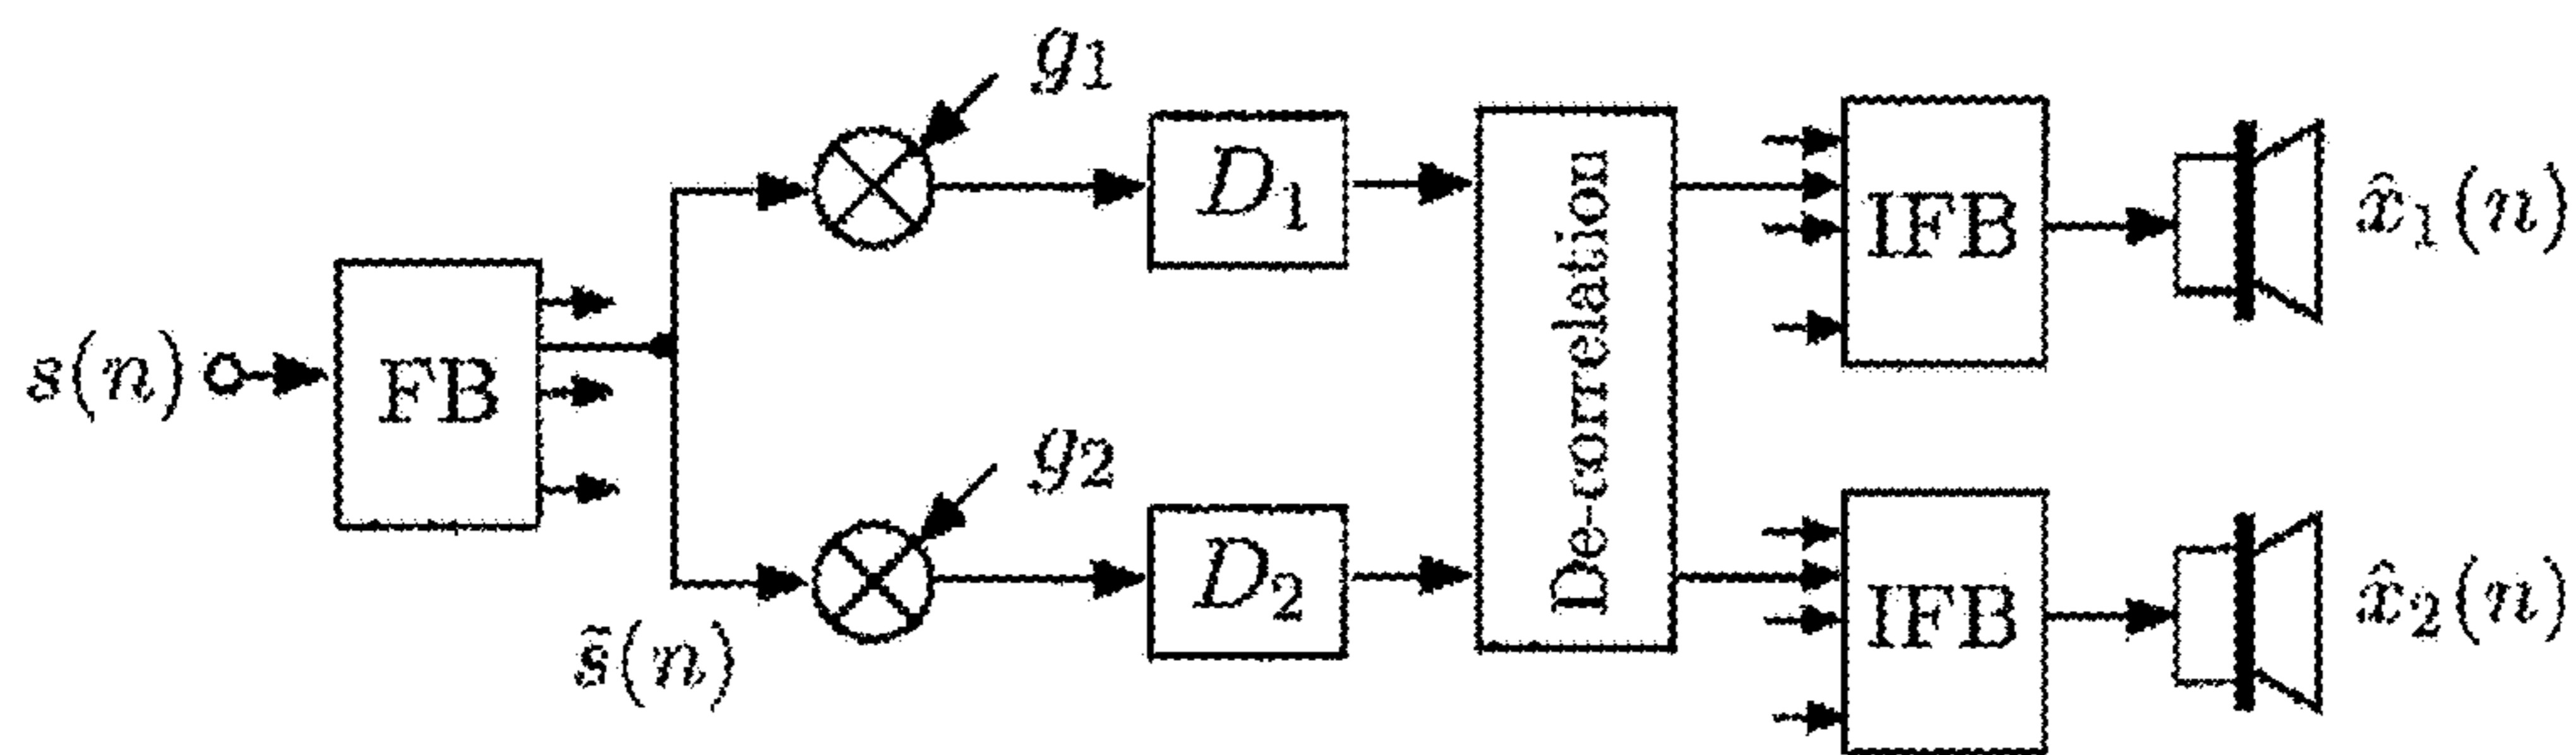 s(n)
FB
s̃(n)
g₁
g₂
D₁
D₂
De-correlation
IFB
IFB
x̂₁(n)
x̂₂(n)